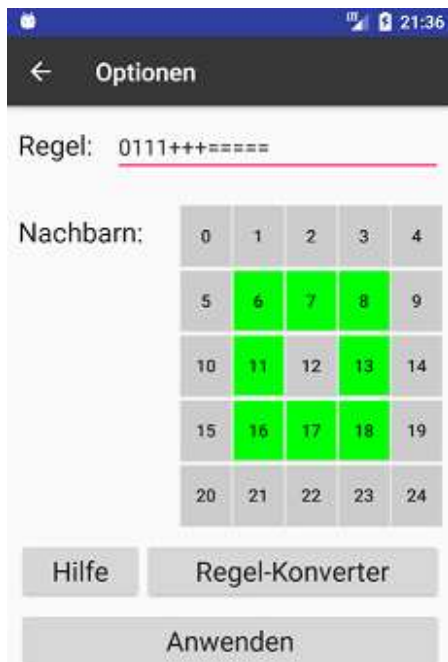 21:36
← Optionen
Regel: 0111+++=====
Nachbarn: 0 1 2 3 4
5 6 7 8 9
10 11 12 13 14
15 16 17 18 19
20 21 22 23 24
Hilfe Regel-Konverter
Anwenden